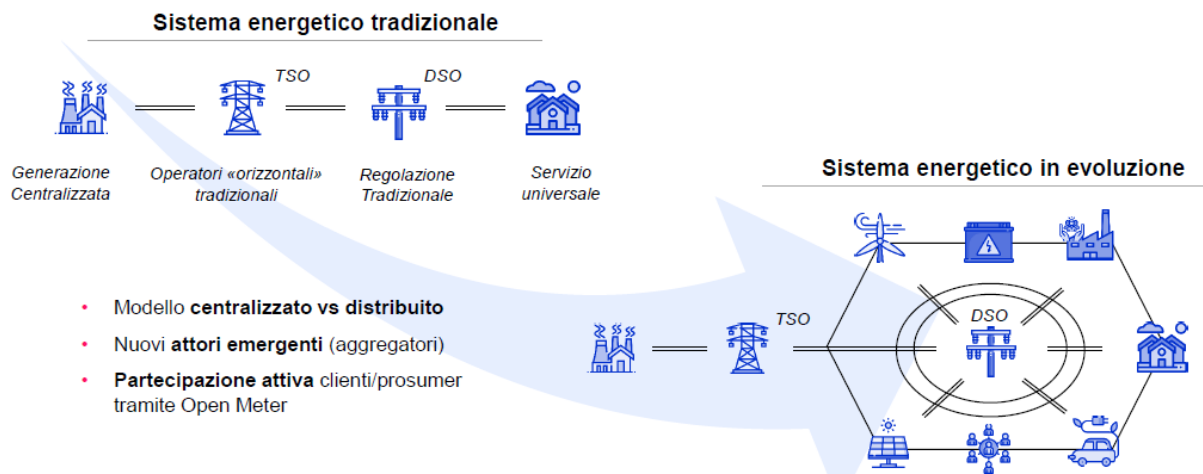 Sistema energetico tradizionale
TSO
DSO
Generazione
Centralizzata
Operatori «orizzontali»
tradizionali
Regolazione
Tradizionale
Servizio
universale
Sistema energetico in evoluzione
• Modello centralizzato vs distribuito
• Nuovi attori emergenti (aggregatori)
• Partecipazione attiva clienti/prosumer
tramite Open Meter
TSO
DSO